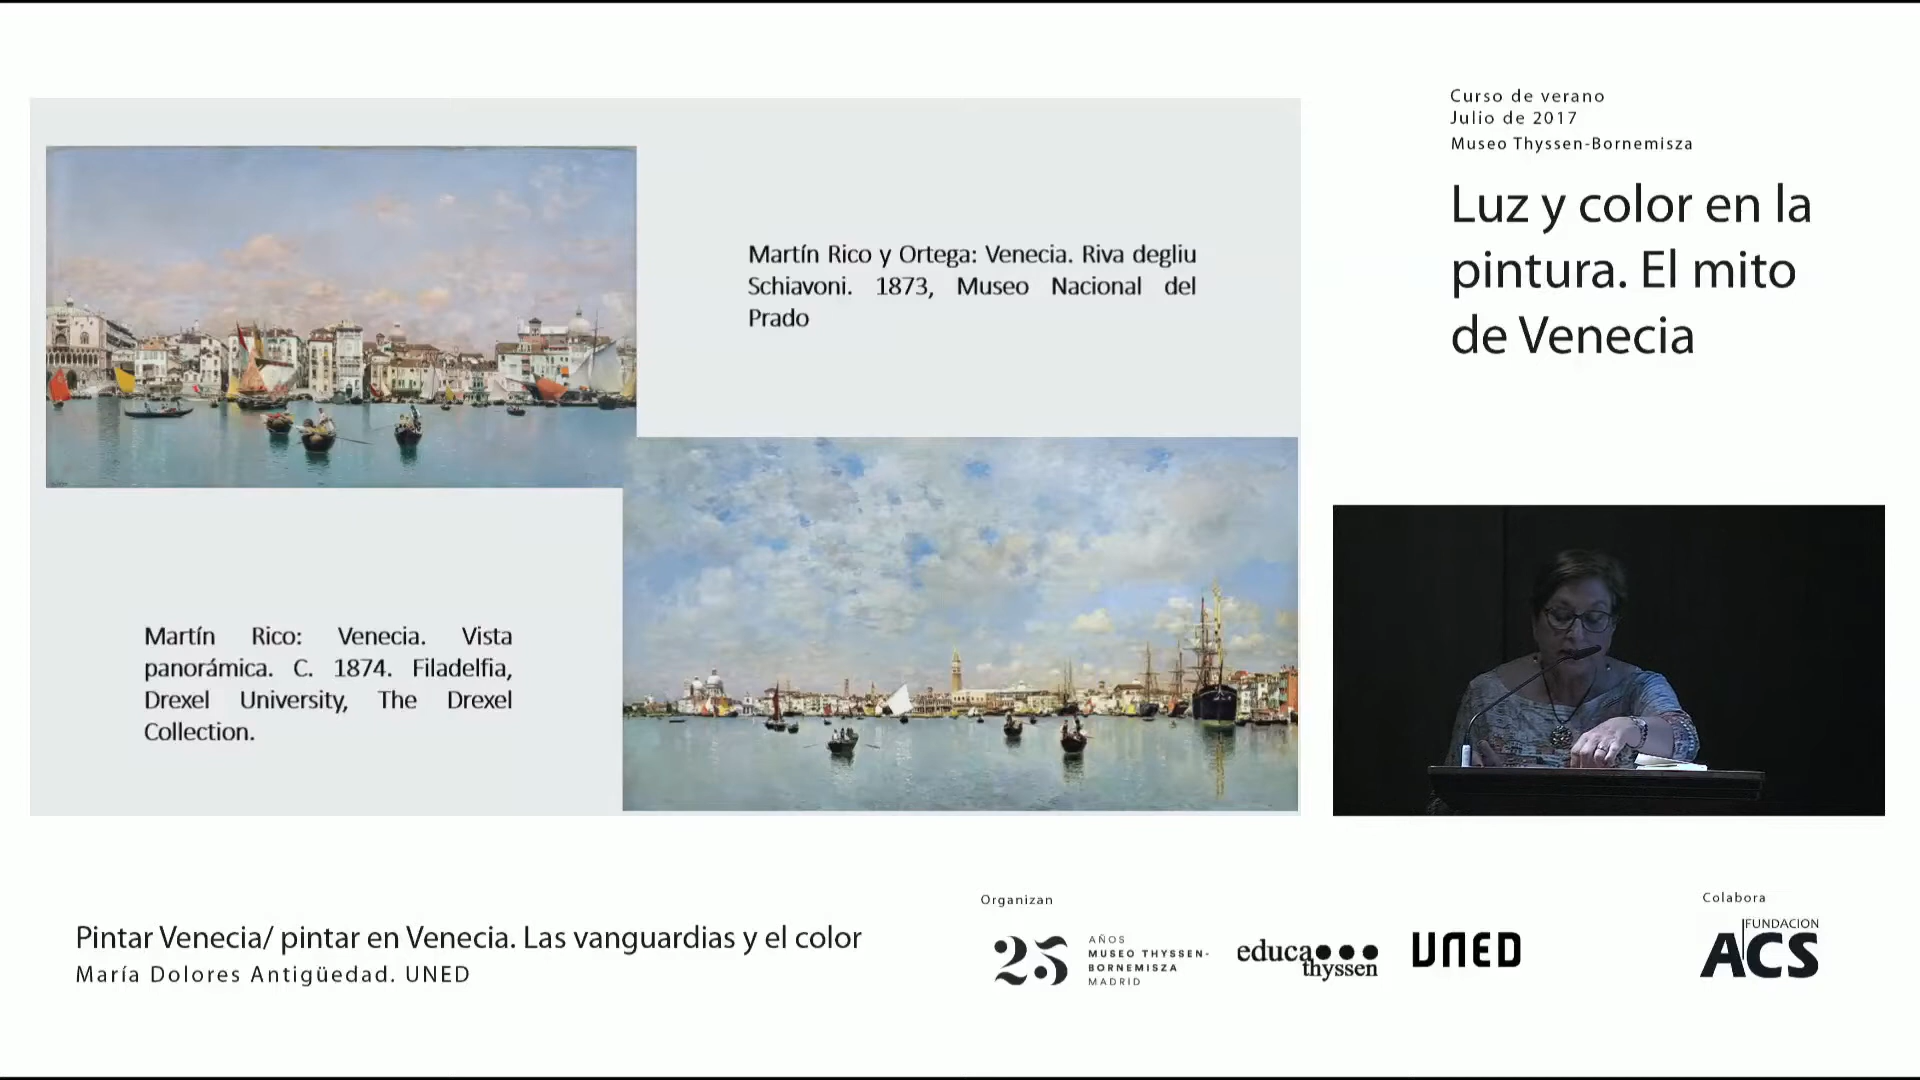 Curso de verano
Julio de 2017
Museo Thyssen-Bornemisza
Luz y color en la
pintura. El mito
de Venecia
Martín Rico y Ortega: Venecia. Riva degliu
Schiavoni. 1873, Museo Nacional del
Prado
Martín Rico: Venecia. Vista
panorámica. C. 1874. Filadelfia,
Drexel University, The Drexel
Collection.
Pintar Venecia/ pintar en Venecia. Las vanguardias y el color
María Dolores Antigüedad. UNED
Organizan
25
AÑOS
MUSEO THYSSEN-
BORNEMISZA
MADRID
educa
thyssen
UNED
Colabora
FUNDACION
ACS